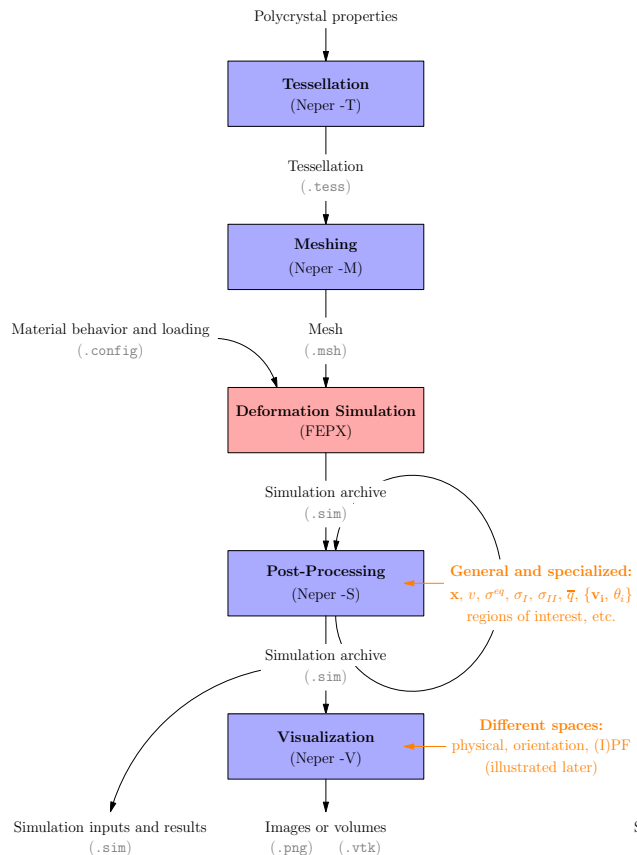 Polycrystal properties
Tessellation
(Neper -T)
Tessellation
(.tess)
Meshing
(Neper -M)
Material behavior and loading
(.config)
Mesh
(.msh)
Deformation Simulation
(FEPX)
Simulation archive
(.sim)
Post-Processing
(Neper -S)
General and specialized:
x, v, σ^{eq}, σ_I, σ_{II}, q̅, {v_i, θ_i}
regions of interest, etc.
Simulation archive
(.sim)
Visualization
(Neper -V)
Different spaces:
physical, orientation, (I)PF
(illustrated later)
Simulation inputs and results
(.sim)
Images or volumes
(.png) (.vtk)
S